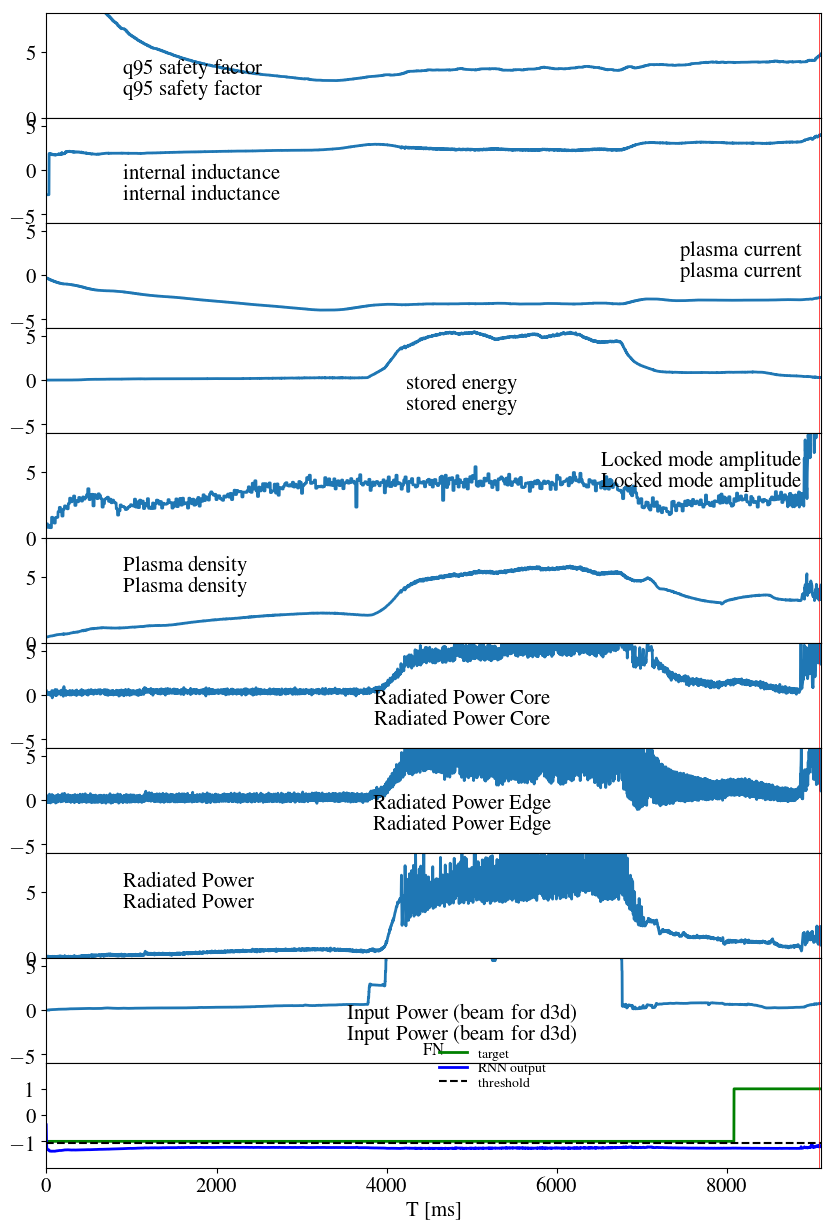 5
q95 safety factor
q95 safety factor
0
5
0
internal inductance
internal inductance
−5
5
plasma current
0
plasma current
−5
5
0
stored energy
stored energy
−5
Locked mode amplitude
5
Locked mode amplitude
0
Plasma density
5
Plasma density
0
5
0
Radiated Power Core
Radiated Power Core
−5
5
0
Radiated Power Edge
Radiated Power Edge
−5
Radiated Power
5
Radiated Power
0
5
0
Input Power (beam for d3d)
Input Power (beam for d3d)
−5
FN
target
RNN output
threshold
1
0
−1
0 2000 4000 6000 8000
T [ms]